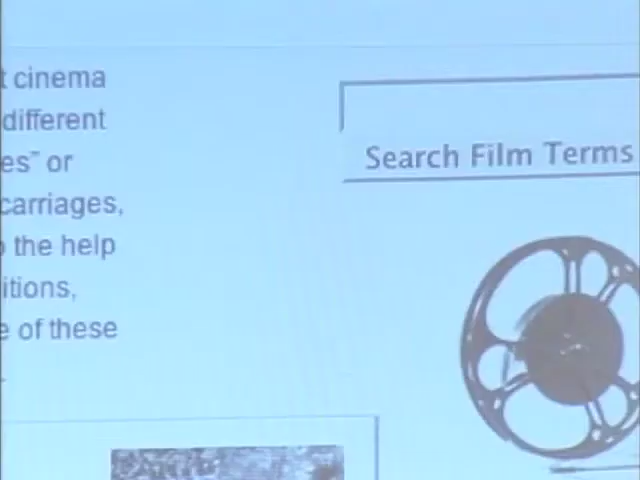 cinema
different
es” or
carriages,
the help
itions,
of these
Search Film Terms